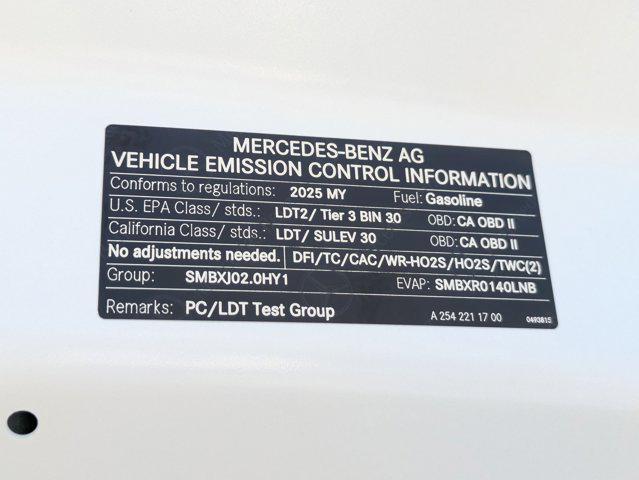 MERCEDES-BENZ AG
VEHICLE EMISSION CONTROL INFORMATION
Conforms to regulations: 2025 MY Fuel: Gasoline
U.S. EPA Class/ stds.: LDT2/ Tier 3 BIN 30 OBD: CA OBD II
California Class/ stds.: LDT/ SULEV 30 OBD: CA OBD II
No adjustments needed. DFI/TC/CAC/WR-HO2S/HO2S/TWC(2)
Group: SMBXJ02.0HY1 EVAP: SMBXR0140LNB
Remarks: PC/LDT Test Group A 254 221 17 00 0493815